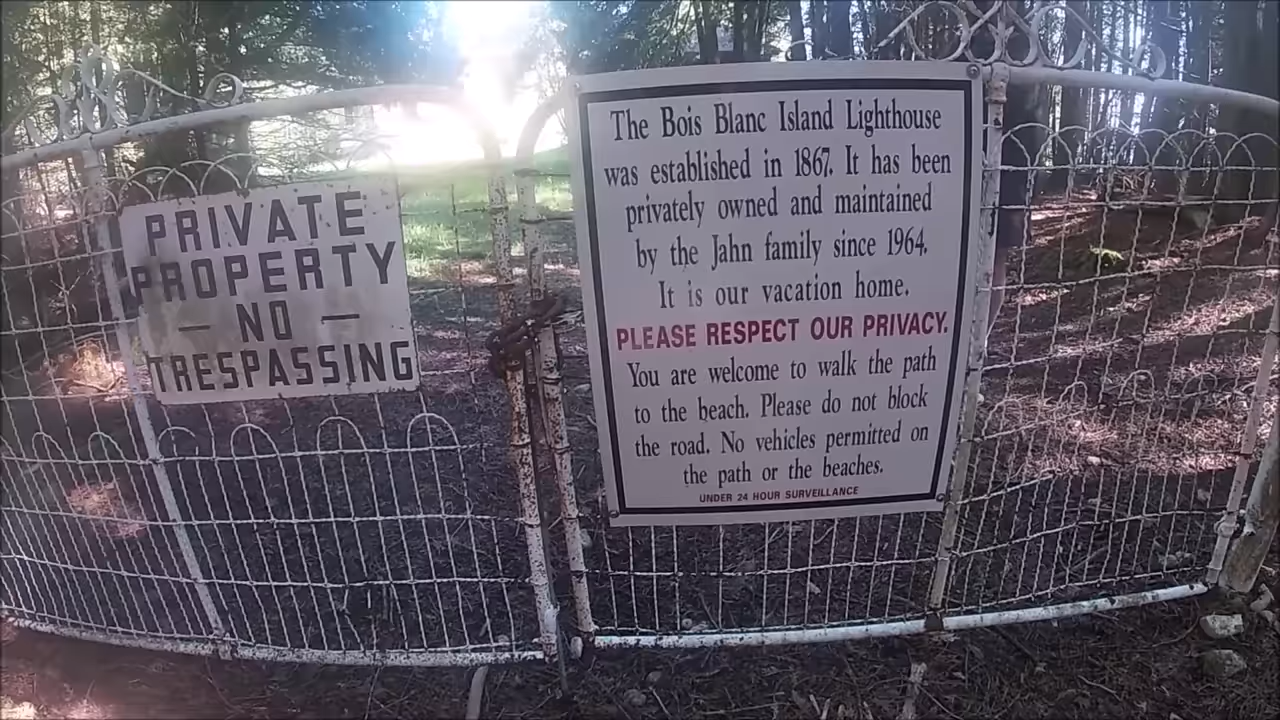 PRIVATE
PROPERTY
— NO —
TRESPASSING
The Bois Blanc Island Lighthouse
was established in 1867. It has been
privately owned and maintained
by the Jahn family since 1964.
It is our vacation home.
PLEASE RESPECT OUR PRIVACY.
You are welcome to walk the path
to the beach. Please do not block
the road. No vehicles permitted on
the path or the beaches.
UNDER 24 HOUR SURVEILLANCE